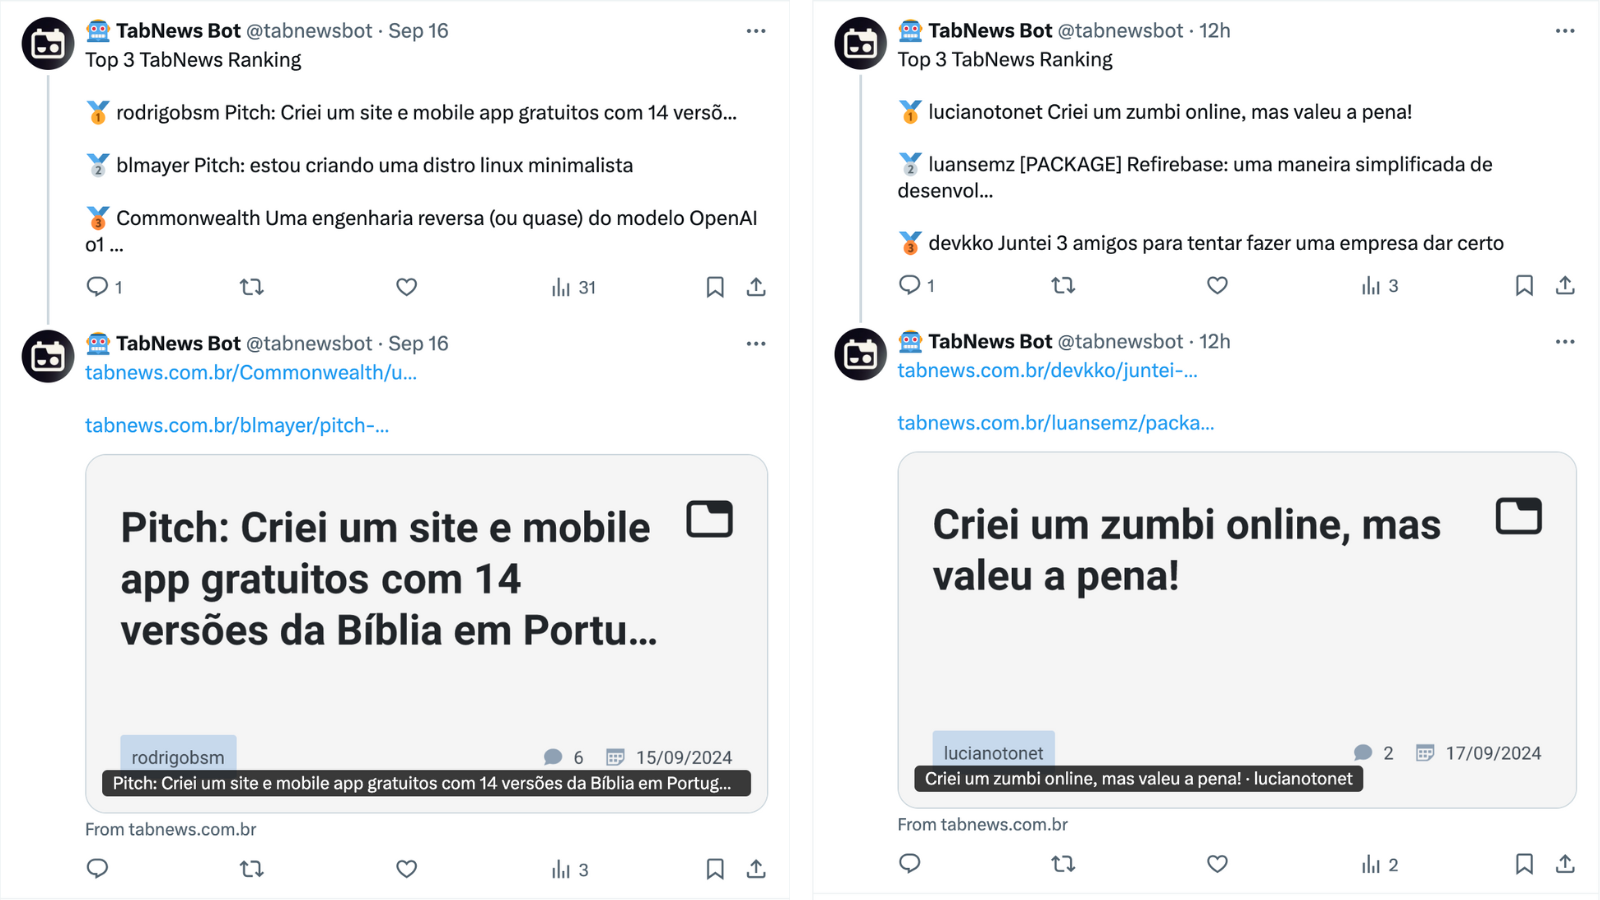 TabNews Bot @tabnewsbot · Sep 16
Top 3 TabNews Ranking
1 rodrigobsm Pitch: Criei um site e mobile app gratuitos com 14 versõ...
2 blmayer Pitch: estou criando uma distro linux minimalista
3 Commonwealth Uma engenharia reversa (ou quase) do modelo OpenAI
o1 ...
1 31
TabNews Bot @tabnewsbot · Sep 16
tabnews.com.br/Commonwealth/u...
tabnews.com.br/blmayer/pitch-...
Pitch: Criei um site e mobile
app gratuitos com 14
versões da Bíblia em Portu...
rodrigobsm 6 15/09/2024
Pitch: Criei um site e mobile app gratuitos com 14 versões da Bíblia em Portug...
From tabnews.com.br
3
TabNews Bot @tabnewsbot · 12h
Top 3 TabNews Ranking
1 lucianotonet Criei um zumbi online, mas valeu a pena!
2 luansemz [PACKAGE] Refirebase: uma maneira simplificada de
desenvol...
3 devkko Juntei 3 amigos para tentar fazer uma empresa dar certo
1 3
TabNews Bot @tabnewsbot · 12h
tabnews.com.br/devkko/juntei-...
tabnews.com.br/luansemz/packa...
Criei um zumbi online, mas
valeu a pena!
lucianotonet 2 17/09/2024
Criei um zumbi online, mas valeu a pena! · lucianotonet
From tabnews.com.br
2